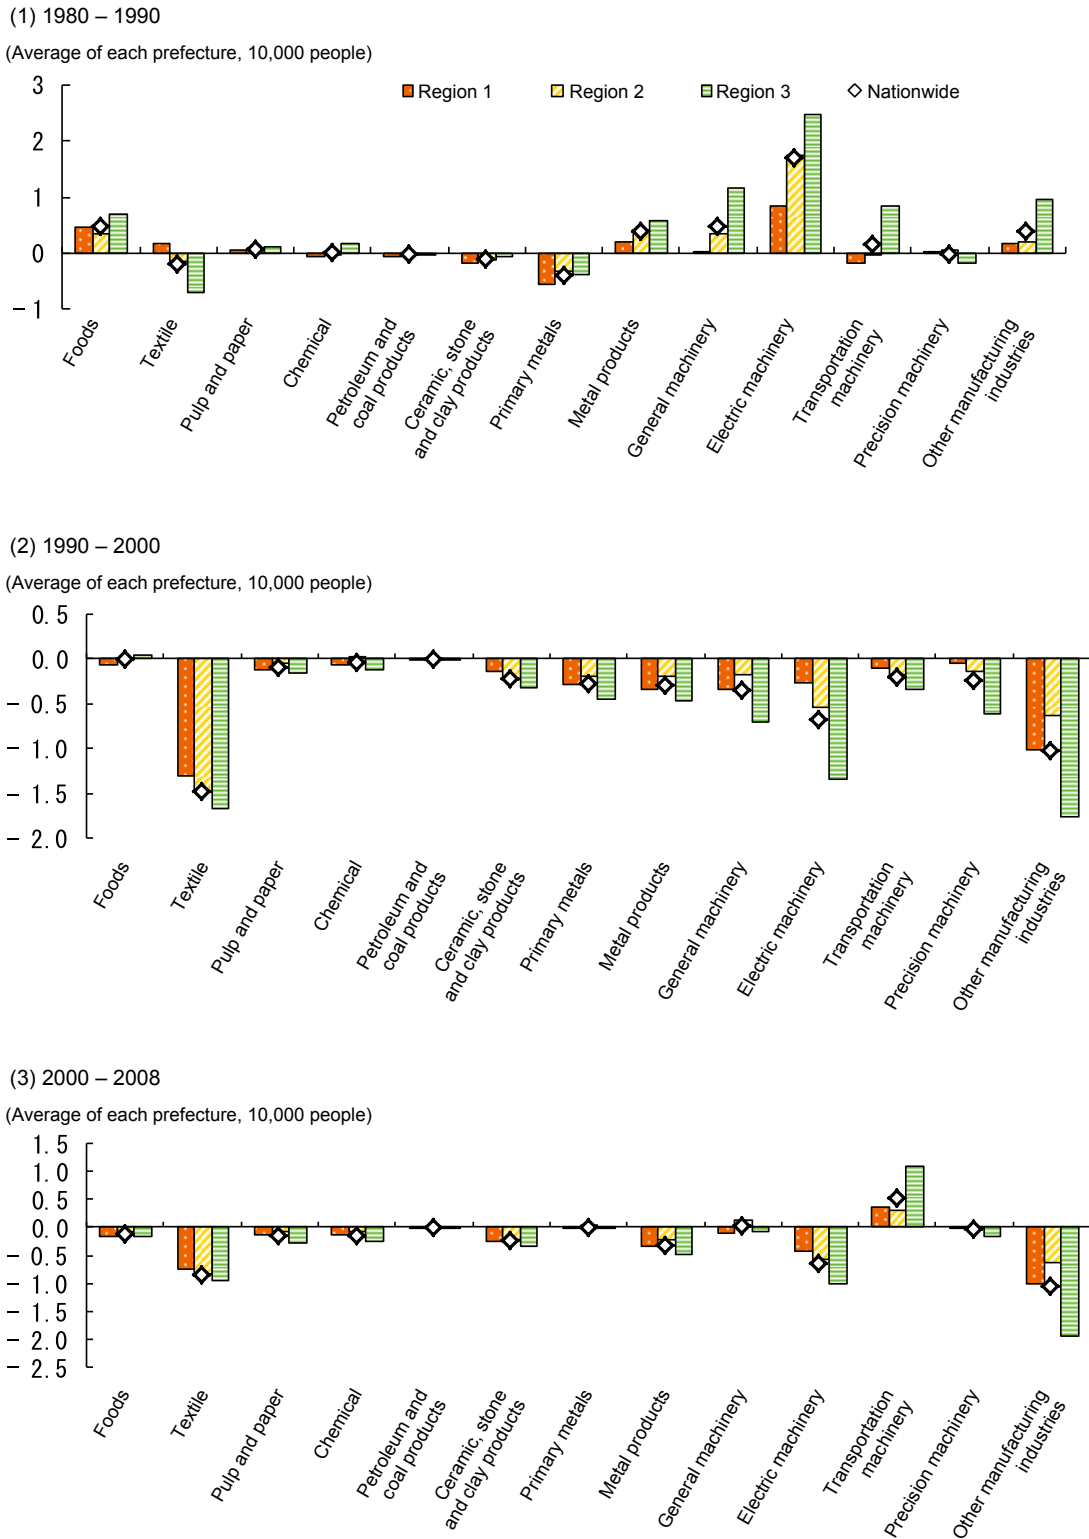 (1) 1980 – 1990
(Average of each prefecture, 10,000 people)
Region 1 Region 2 Region 3 Nationwide
3
2
1
0
－1
Foods
Textile
Pulp and paper
Chemical
Petroleum and
coal products
Ceramic, stone
and clay products
Primary metals
Metal products
General machinery
Electric machinery
Transportation
machinery
Precision machinery
Other manufacturing
industries
(2) 1990 – 2000
(Average of each prefecture, 10,000 people)
0.5
0.0
－0.5
－1.0
－1.5
－2.0
Foods
Textile
Pulp and paper
Chemical
Petroleum and
coal products
Ceramic, stone
and clay products
Primary metals
Metal products
General machinery
Electric machinery
Transportation
machinery
Precision machinery
Other manufacturing
industries
(3) 2000 – 2008
(Average of each prefecture, 10,000 people)
1.5
1.0
0.5
0.0
－0.5
－1.0
－1.5
－2.0
－2.5
Foods
Textile
Pulp and paper
Chemical
Petroleum and
coal products
Ceramic, stone
and clay products
Primary metals
Metal products
General machinery
Electric machinery
Transportation
machinery
Precision machinery
Other manufacturing
industries